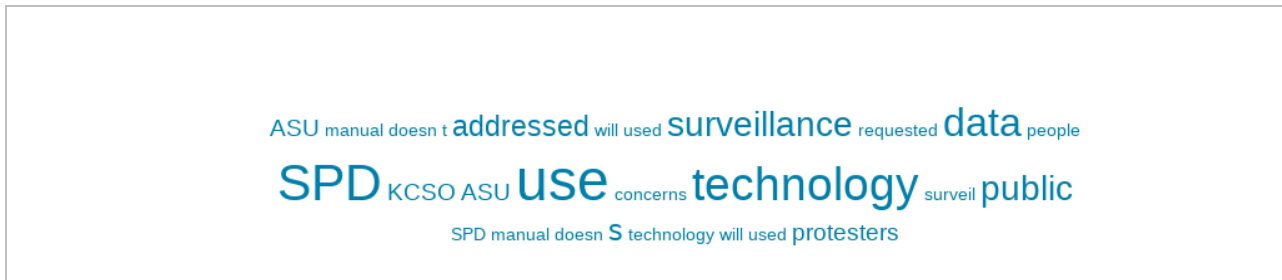 ASU manual doesn t addressed will used surveillance requested data people
SPD KCSO ASU use concerns technology surveil public
SPD manual doesn s technology will used protesters